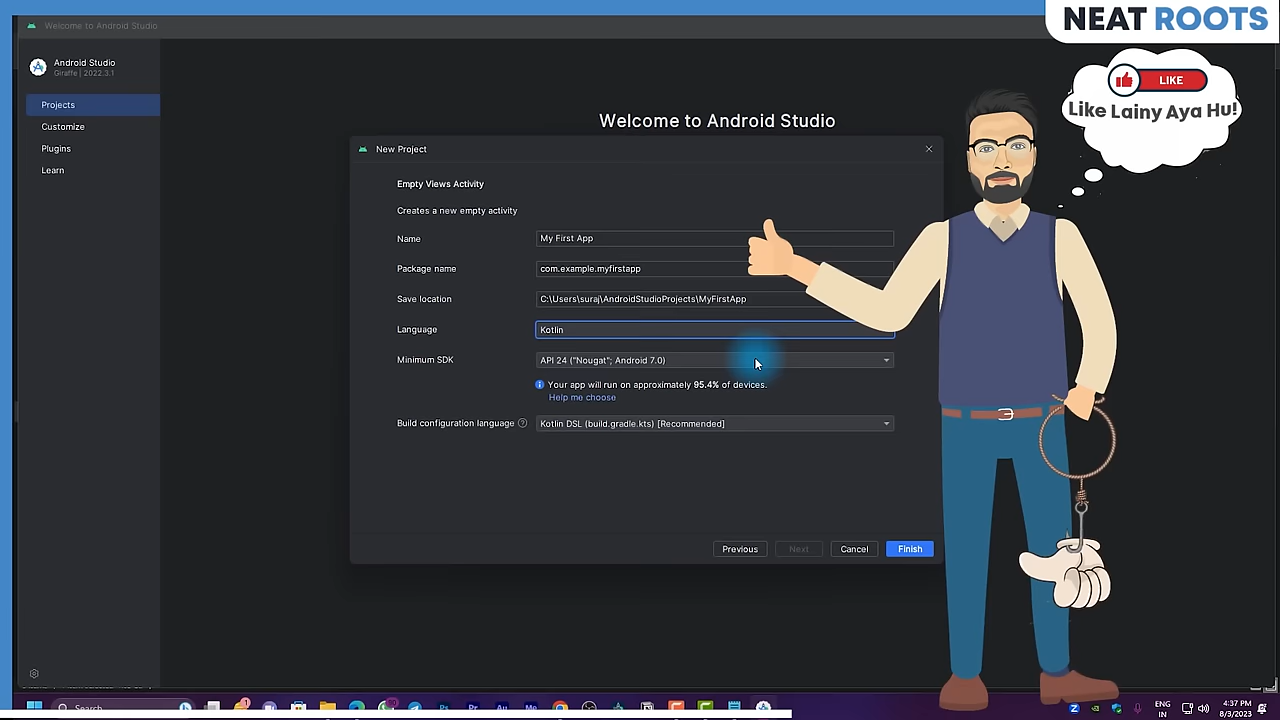 Welcome to Android Studio
NEAT ROOTS
Android Studio
Giraffe | 2022.3.1
LIKE
Like Lainy Aya Hu!
Projects
Customize
Plugins
Learn
Welcome to Android Studio
New Project
Empty Views Activity
Creates a new empty activity
Name My First App
Package name com.example.myfirstapp
Save location C:\Users\suraj\AndroidStudioProjects\MyFirstApp
Language Kotlin
Minimum SDK API 24 ("Nougat"; Android 7.0)
Your app will run on approximately 95.4% of devices.
Help me choose
Build configuration language Kotlin DSL (build.gradle.kts) [Recommended]
Previous Next Cancel Finish
Search
ENG
IN
4:37 PM
8/3/2023